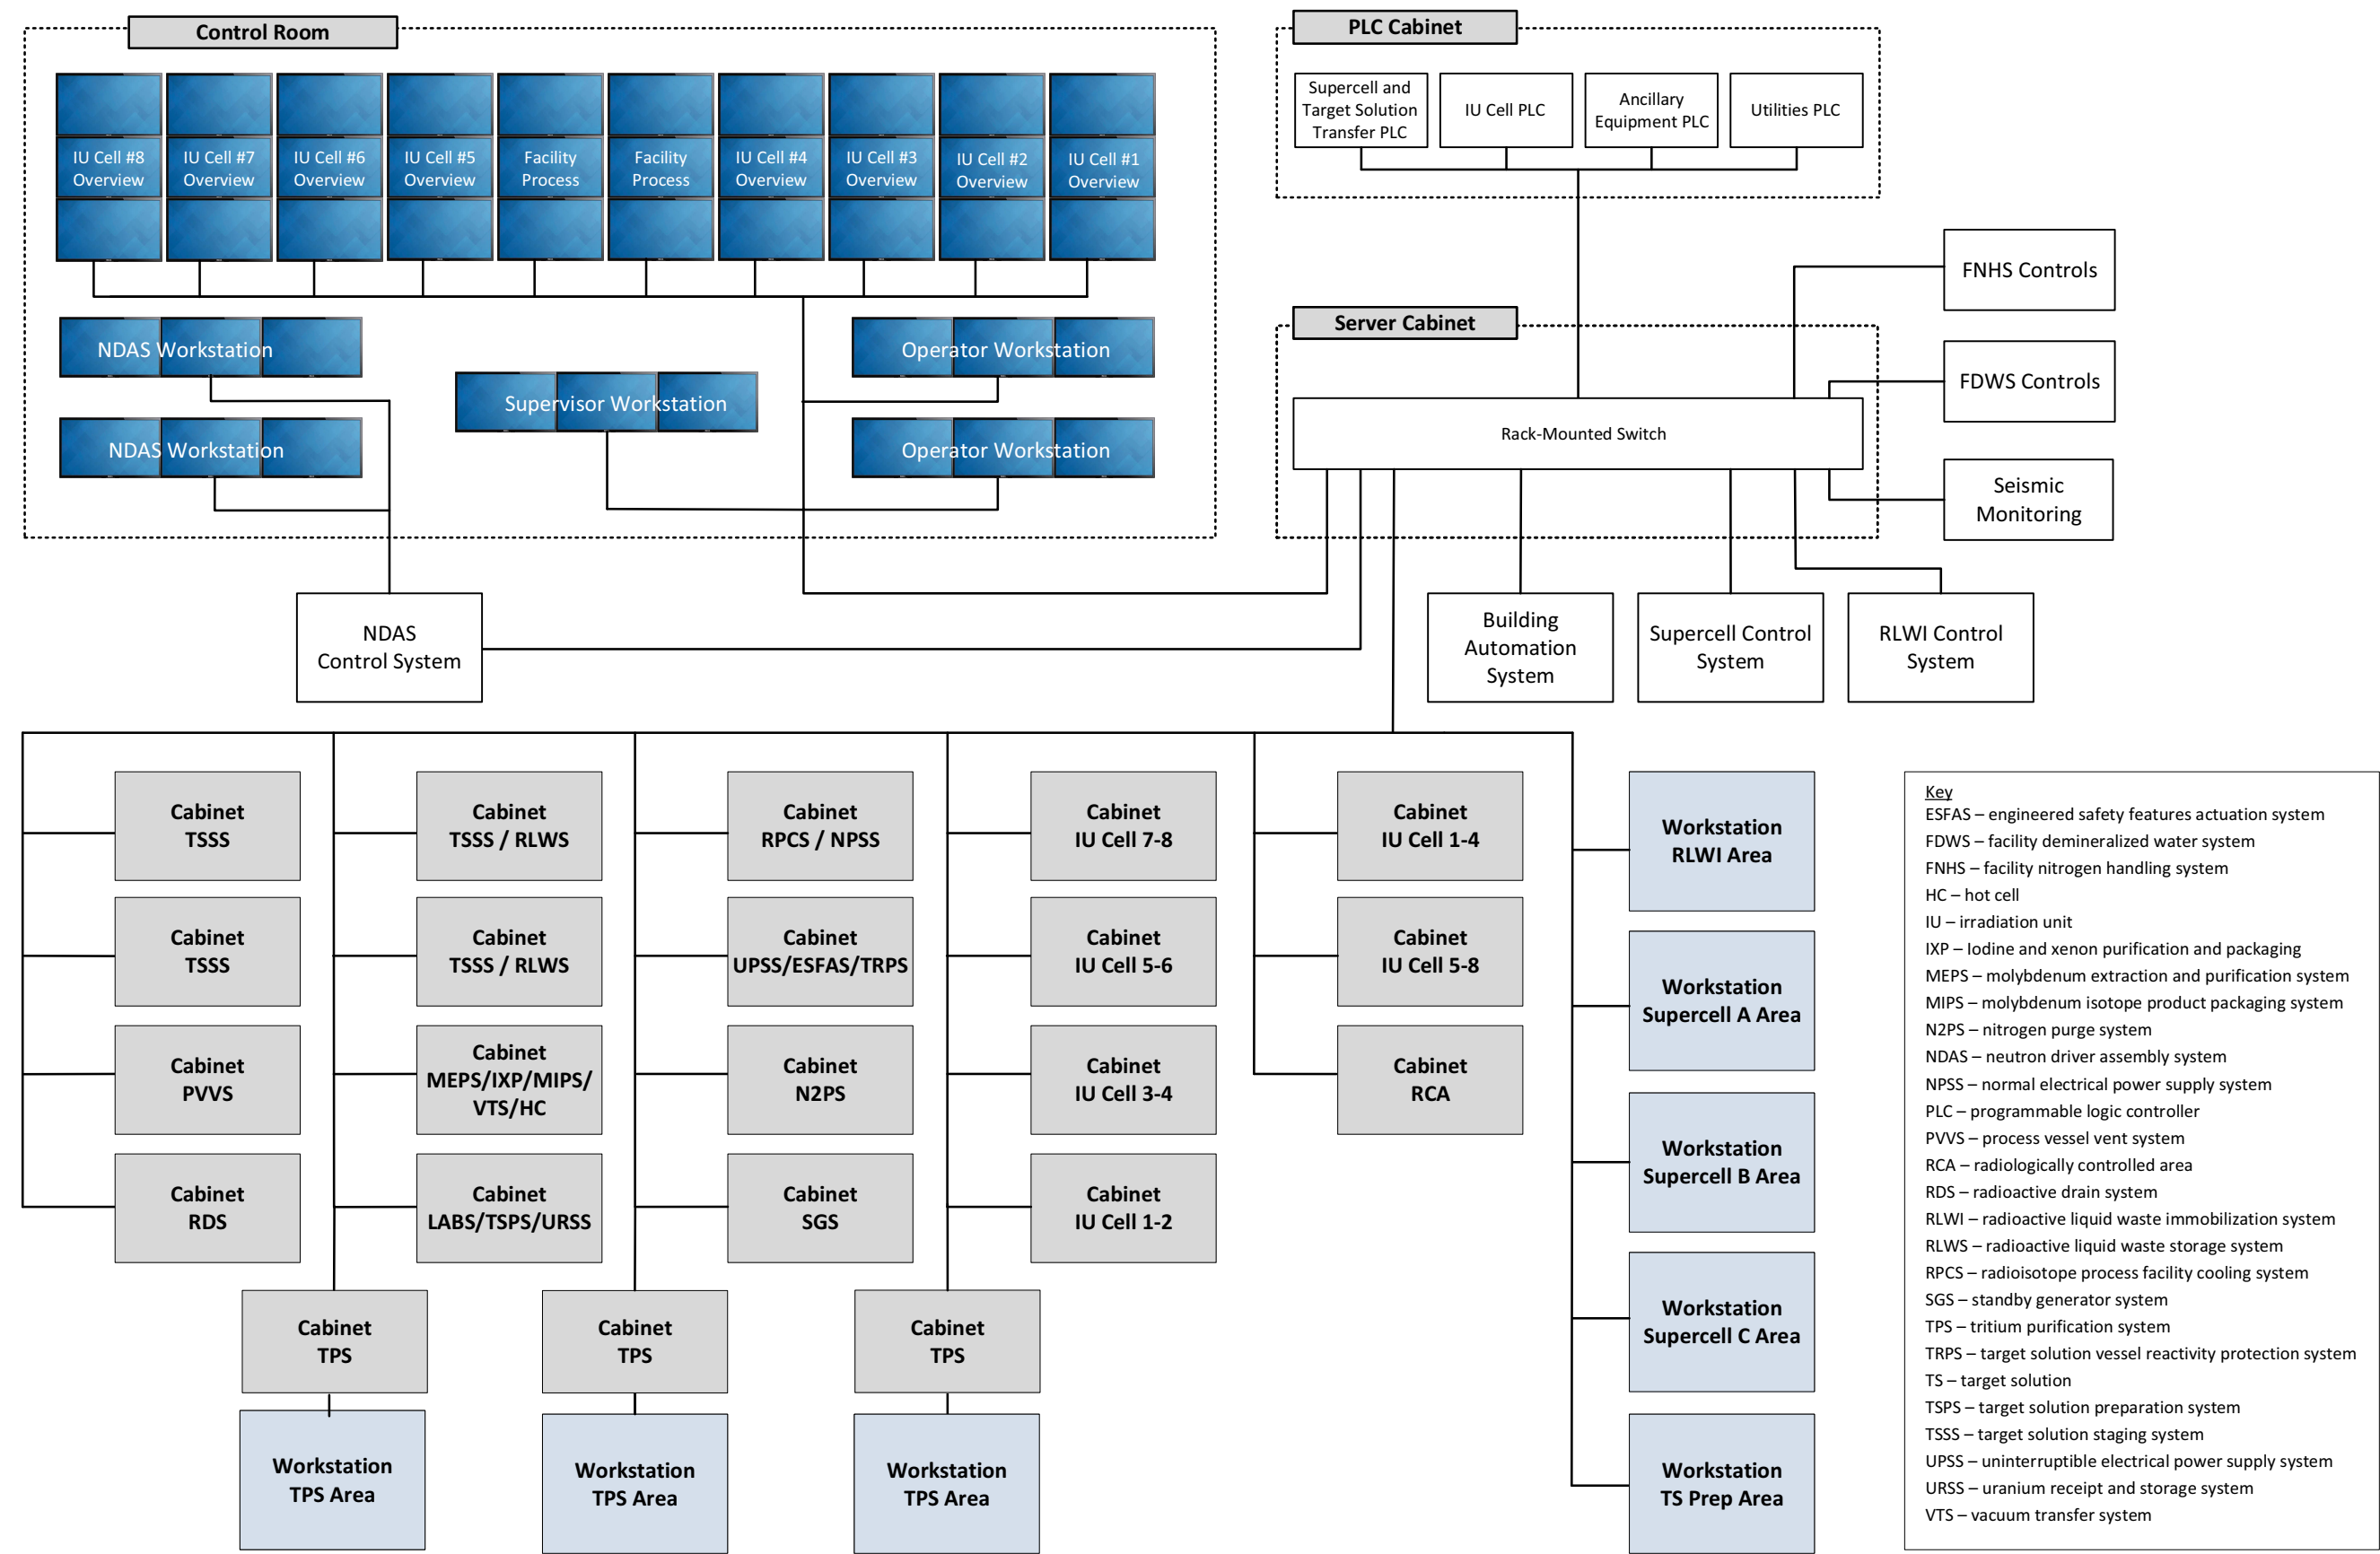 Control Room
IU Cell #8
Overview
IU Cell #7
Overview
IU Cell #6
Overview
IU Cell #5
Overview
Facility
Process
Facility
Process
IU Cell #4
Overview
IU Cell #3
Overview
IU Cell #2
Overview
IU Cell #1
Overview
NDAS Workstation
NDAS Workstation
Supervisor Workstation
Operator Workstation
Operator Workstation
PLC Cabinet
Supercell and
Target Solution
Transfer PLC
IU Cell PLC
Ancillary
Equipment PLC
Utilities PLC
Server Cabinet
Rack-Mounted Switch
FNHS Controls
FDWS Controls
Seismic
Monitoring
NDAS
Control System
Building
Automation
System
Supercell Control
System
RLWI Control
System
Cabinet
TSSS
Cabinet
TSSS / RLWS
Cabinet
RPCS / NPSS
Cabinet
IU Cell 7-8
Cabinet
IU Cell 1-4
Cabinet
TSSS
Cabinet
TSSS / RLWS
Cabinet
UPSS/ESFAS/TRPS
Cabinet
IU Cell 5-6
Cabinet
IU Cell 5-8
Cabinet
PVVS
Cabinet
MEPS/IXP/MIPS/
VTS/HC
Cabinet
N2PS
Cabinet
IU Cell 3-4
Cabinet
RCA
Cabinet
RDS
Cabinet
LABS/TSPS/URSS
Cabinet
SGS
Cabinet
IU Cell 1-2
Cabinet
TPS
Cabinet
TPS
Cabinet
TPS
Workstation
TPS Area
Workstation
TPS Area
Workstation
TPS Area
Workstation
RLWI Area
Workstation
Supercell A Area
Workstation
Supercell B Area
Workstation
Supercell C Area
Workstation
TS Prep Area
Key
ESFAS – engineered safety features actuation system
FDWS – facility demineralized water system
FNHS – facility nitrogen handling system
HC – hot cell
IU – irradiation unit
IXP – Iodine and xenon purification and packaging
MEPS – molybdenum extraction and purification system
MIPS – molybdenum isotope product packaging system
N2PS – nitrogen purge system
NDAS – neutron driver assembly system
NPSS – normal electrical power supply system
PLC – programmable logic controller
PVVS – process vessel vent system
RCA – radiologically controlled area
RDS – radioactive drain system
RLWI – radioactive liquid waste immobilization system
RLWS – radioactive liquid waste storage system
RPCS – radioisotope process facility cooling system
SGS – standby generator system
TPS – tritium purification system
TRPS – target solution vessel reactivity protection system
TS – target solution
TSPS – target solution preparation system
TSSS – target solution staging system
UPSS – uninterruptible electrical power supply system
URSS – uranium receipt and storage system
VTS – vacuum transfer system